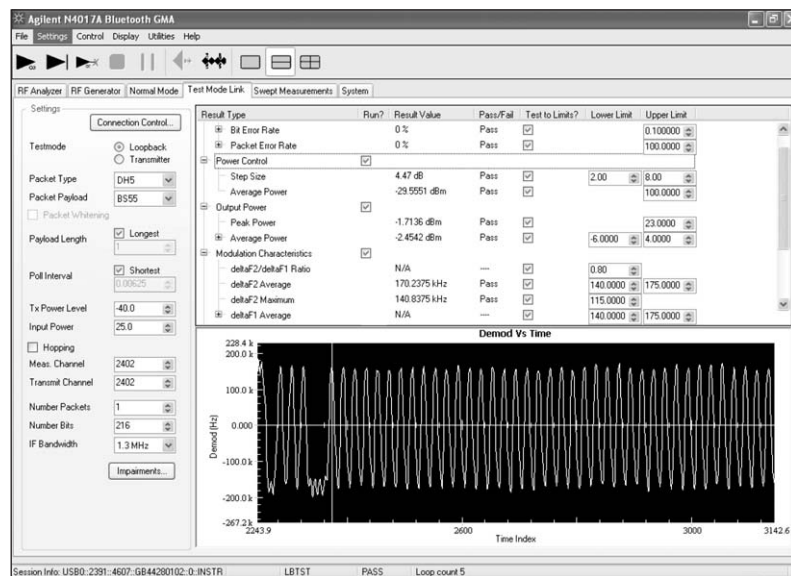 Agilent N4017A Bluetooth GMA
File Settings Control Display Utilities Help
RF Analyzer RF Generator Normal Mode Test Mode Link Swept Measurements System
Settings
Connection Control...
Testmode Loopback
Transmitter
Packet Type DH5
Packet Payload BS55
Packet Whitening
Payload Length Longest
1
Poll Interval Shortest
0.00625
Tx Power Level -40.0
Input Power 25.0
Hopping
Meas. Channel 2402
Transmit Channel 2402
Number Packets 1
Number Bits 216
IF Bandwidth 1.3 MHz
Impairments...
Result Type Run? Result Value Pass/Fail Test to Limits? Lower Limit Upper Limit
Bit Error Rate 0 % Pass 0.100000
Packet Error Rate 0 % Pass 100.0000
Power Control
Step Size 4.47 dB Pass 2.00 8.00
Average Power -29.5551 dBm Pass 100.0000
Output Power
Peak Power -1.7136 dBm Pass 23.0000
Average Power -2.4542 dBm Pass -6.0000 4.0000
Modulation Characteristics
deltaF2/deltaF1 Ratio N/A ---- 0.80
deltaF2 Average 170.2375 kHz Pass 140.0000 175.0000
deltaF2 Maximum 140.8375 kHz Pass 115.0000
deltaF1 Average N/A ---- 140.0000 175.0000
Demod Vs Time
228.4 k
200.0 k
100.0 k
0.000
-100.0 k
-200.0 k
-267.2 k
Demod [Hz]
2243.9 2600 3000 3142.6
Time Index
Session Info: USB0::2391::4607::GB44280102::0::INSTR LBTST PASS Loop count 5